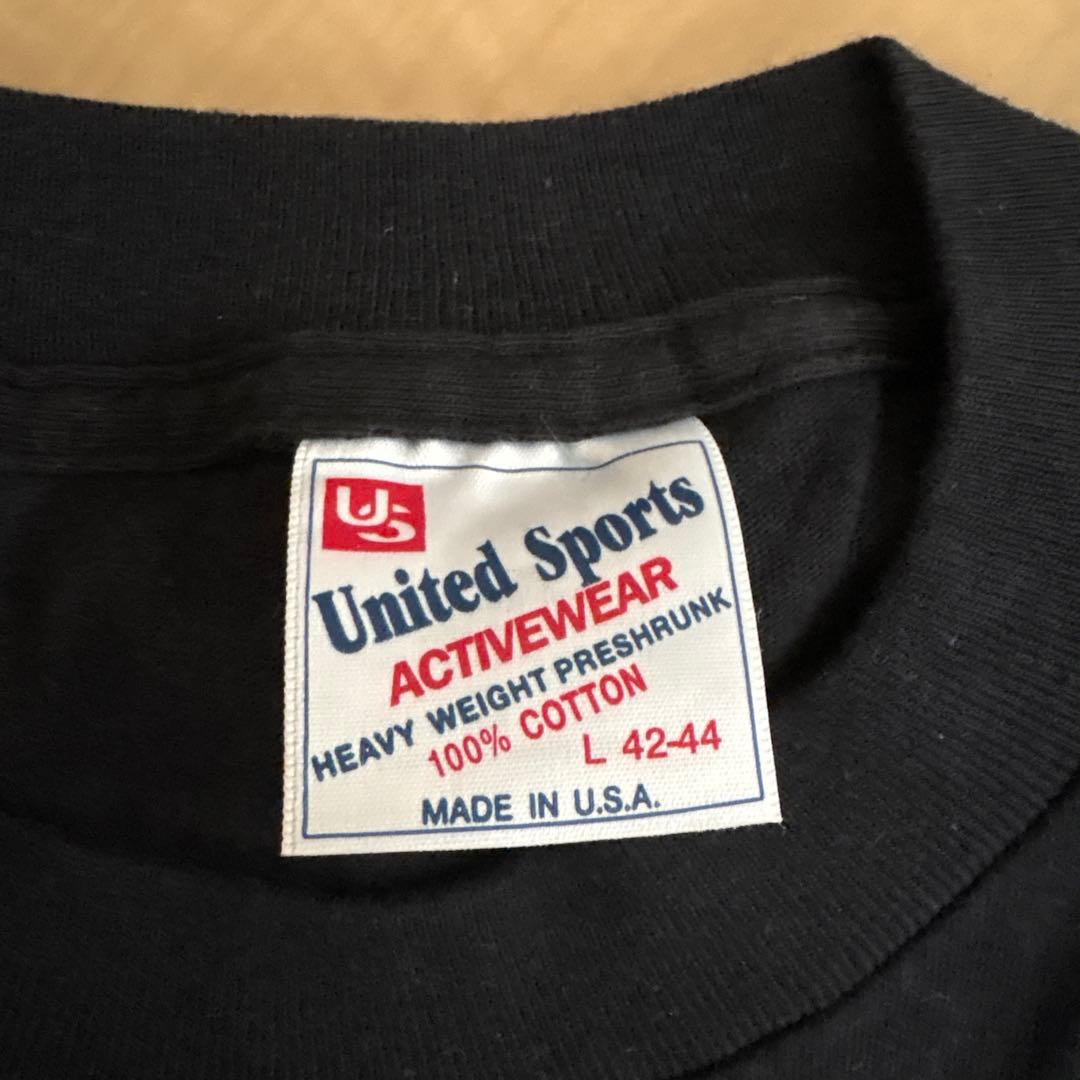 US
United Sports
ACTIVEWEAR
HEAVY WEIGHT PRESHRUNK
100% COTTON
L 42-44
MADE IN U.S.A.